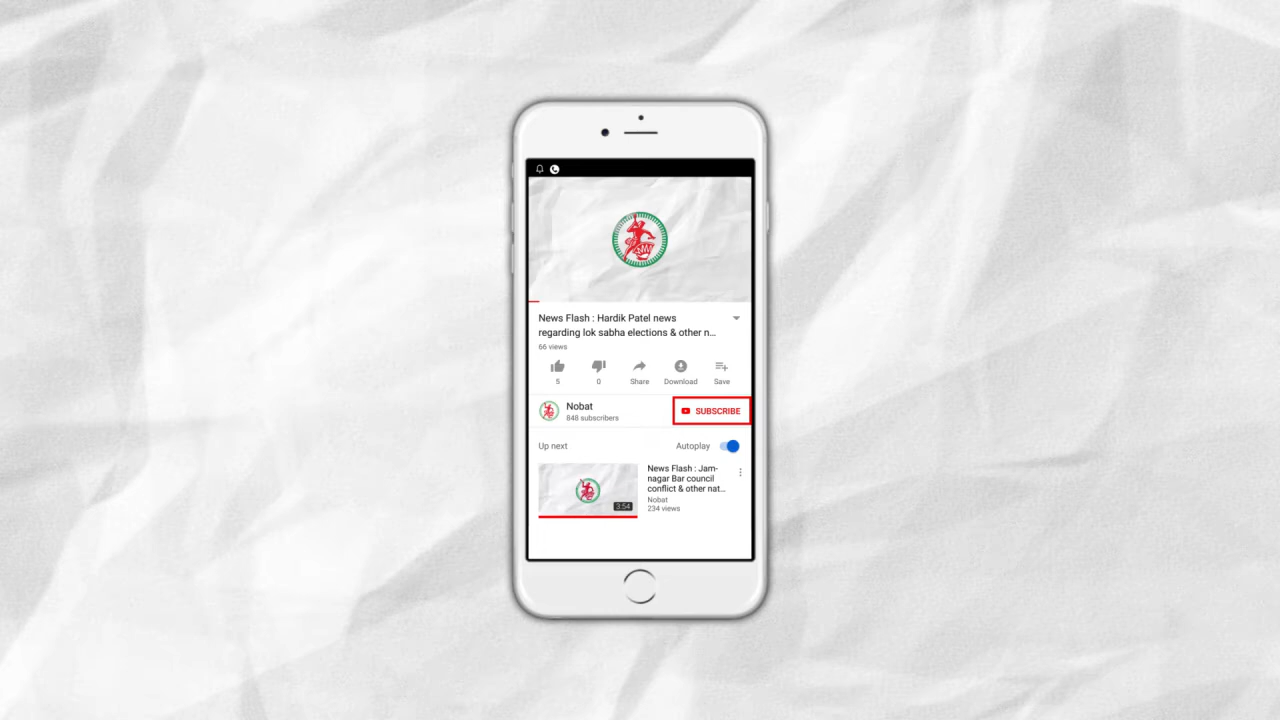 News Flash : Hardik Patel news
regarding lok sabha elections & other n...
66 views
5
0
Share
Download
Save
Nobat
848 subscribers
SUBSCRIBE
Up next
Autoplay
3:54
News Flash : Jam-
nagar Bar council
conflict & other nat...
Nobat
234 views